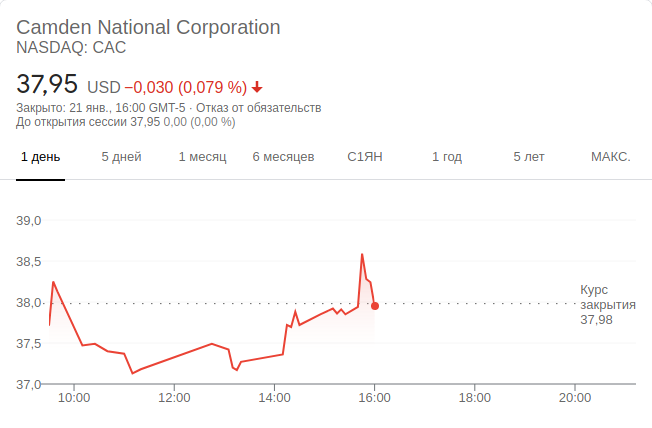 Camden National Corporation
NASDAQ: CAC
37,95 USD −0,030 (0,079 %)
Закрыто: 21 янв., 16:00 GMT-5 · Отказ от обязательств
До открытия сессии 37,95 0,00 (0,00 %)
1 день 5 дней 1 месяц 6 месяцев С1ЯН 1 год 5 лет МАКС.
39,0
38,5
38,0
37,5
37,0
Курс
закрытия
37,98
10:00 12:00 14:00 16:00 18:00 20:00